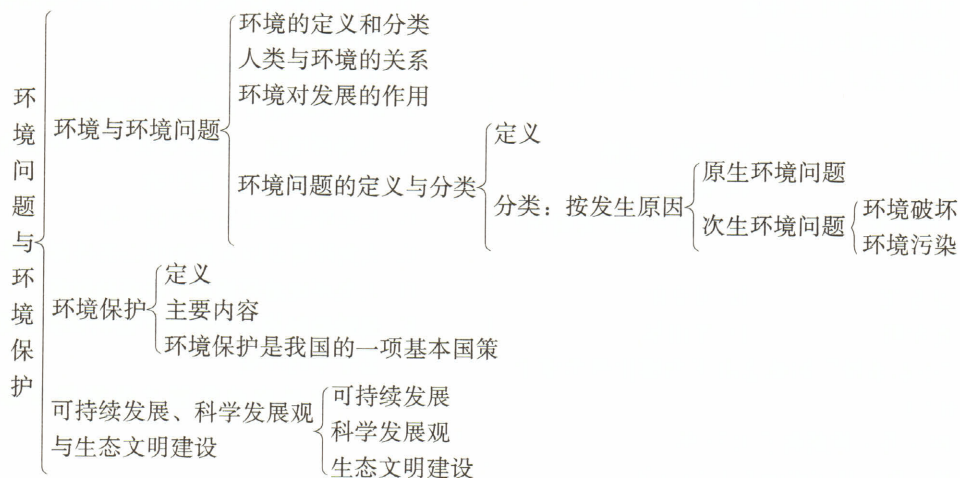 环境问题与环境保护
环境与环境问题
环境的定义和分类
人类与环境的关系
环境对发展的作用
环境问题的定义与分类
定义
分类：按发生原因
原生环境问题
次生环境问题
环境破坏
环境污染
环境保护
定义
主要内容
环境保护是我国的一项基本国策
可持续发展、科学发展观
与生态文明建设
可持续发展
科学发展观
生态文明建设